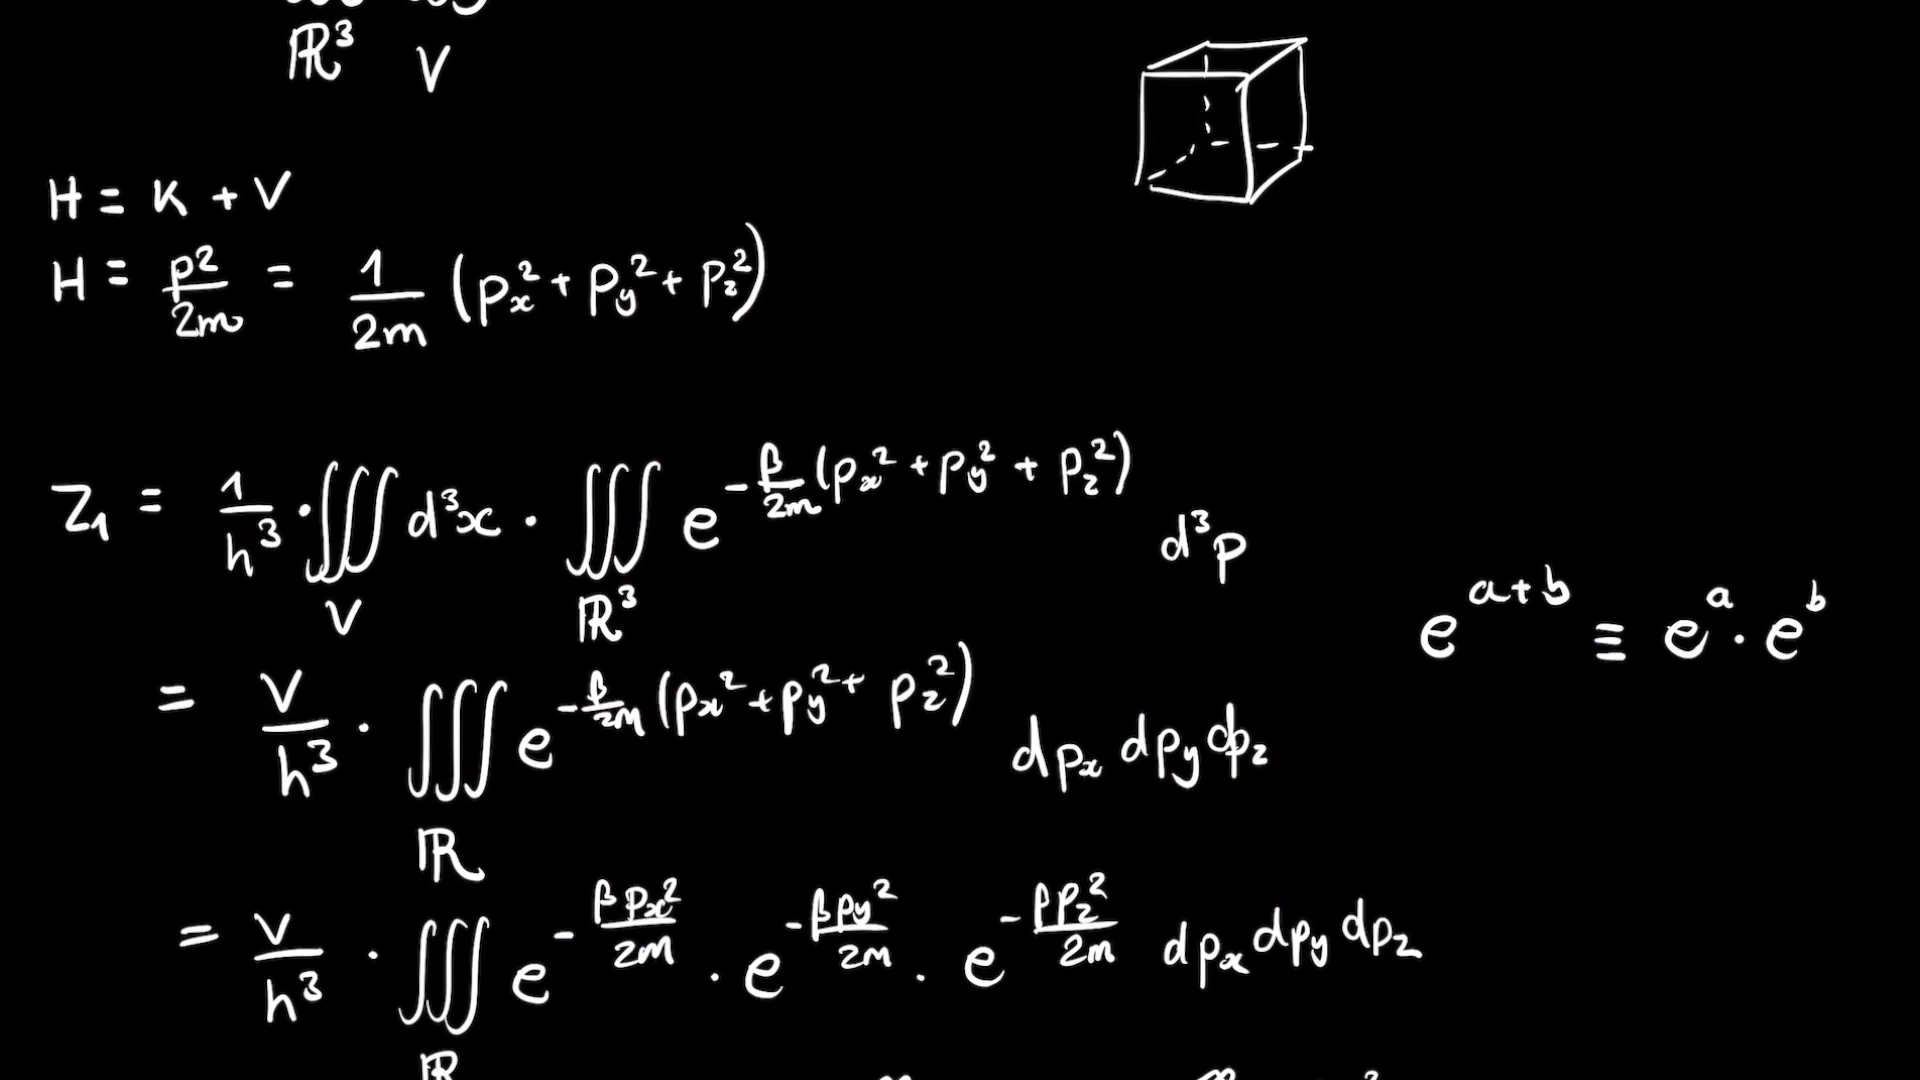 ℝ³ V
H = K + V
H = p²/2m = 1/2m (pₓ² + p_y² + p_z²)
Z₁ = 1/h³ · ∭_V d³x · ∭_ℝ³ e^(-β/2m (pₓ² + p_y² + p_z²)) d³p
e^(a+b) ≡ e^a · e^b
= V/h³ · ∭_ℝ e^(-β/2m (pₓ² + p_y² + p_z²)) dpₓ dp_y dp_z
= V/h³ · ∭_ℝ e^(-βpₓ²/2m) · e^(-βp_y²/2m) · e^(-βp_z²/2m) dpₓ dp_y dp_z